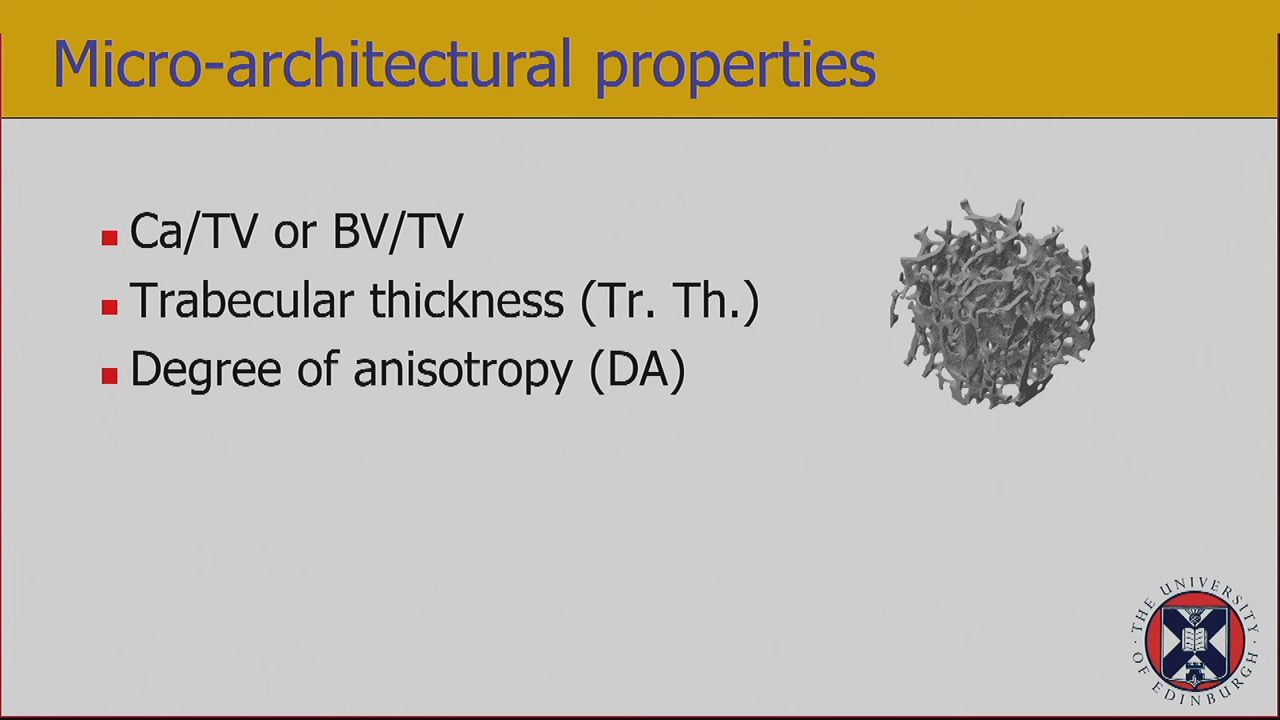 Micro-architectural properties
Ca/TV or BV/TV
Trabecular thickness (Tr. Th.)
Degree of anisotropy (DA)
THE UNIVERSITY
OF EDINBURGH